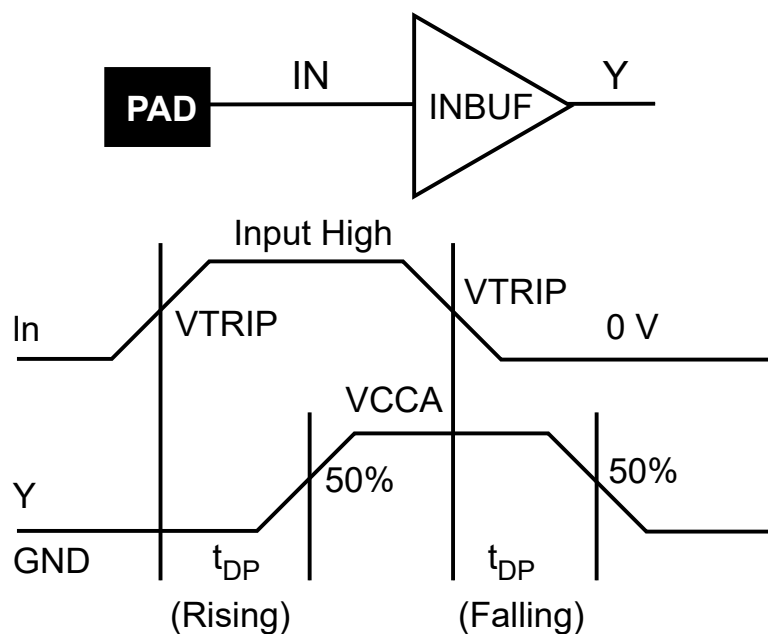 PAD
IN
INBUF
Y
Input High
In
VTRIP
VTRIP
0 V
VCCA
Y
50%
50%
GND
tDP
(Rising)
tDP
(Falling)